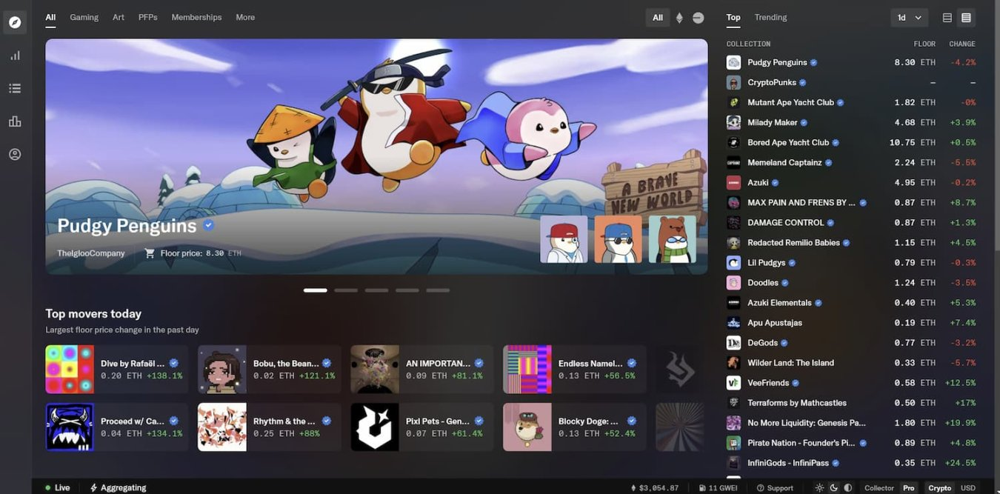 All Gaming Art PFPs Memberships More
All
A BRAVE
NEW WORLD
Pudgy Penguins
TheIglooCompany Floor price: 8.30 ETH
Top movers today
Largest floor price change in the past day
Dive by Rafaël ...
0.20 ETH +138.1%
Bobu, the Bean...
0.02 ETH +121.1%
AN IMPORTAN...
0.09 ETH +81.1%
Endless Namel...
0.13 ETH +56.5%
Proceed w/ Ca...
0.04 ETH +134.1%
Rhythm & the ...
0.25 ETH +88%
Pixl Pets - Gen...
0.07 ETH +61.4%
Blocky Doge: ...
0.13 ETH +52.4%
Top Trending 1d
COLLECTION FLOOR CHANGE
Pudgy Penguins 8.30 ETH -4.2%
CryptoPunks – –
Mutant Ape Yacht Club 1.82 ETH -0%
Milady Maker 4.68 ETH +3.9%
Bored Ape Yacht Club 10.75 ETH +0.5%
Memeland Captainz 2.24 ETH -5.5%
Azuki 4.95 ETH -0.2%
MAX PAIN AND FRENS BY ... 0.87 ETH +8.7%
DAMAGE CONTROL 0.87 ETH +1.3%
Redacted Remilio Babies 1.15 ETH +4.5%
Lil Pudgys 0.79 ETH -0.3%
Doodles 1.24 ETH -3.5%
Azuki Elementals 0.40 ETH +5.3%
Apu Apustajas 0.19 ETH +7.4%
DeGods 0.77 ETH -3.2%
Wilder Land: The Island 0.33 ETH -5.7%
VeeFriends 0.58 ETH +12.5%
Terraforms by Mathcastles 0.50 ETH +17%
No More Liquidity: Genesis Pa... 1.80 ETH +19.9%
Pirate Nation - Founder's Pi... 0.89 ETH +4.8%
InfiniGods - InfiniPass 0.35 ETH +24.5%
Live Aggregating $3,054.87 11 GWEI Support Collector Pro Crypto USD